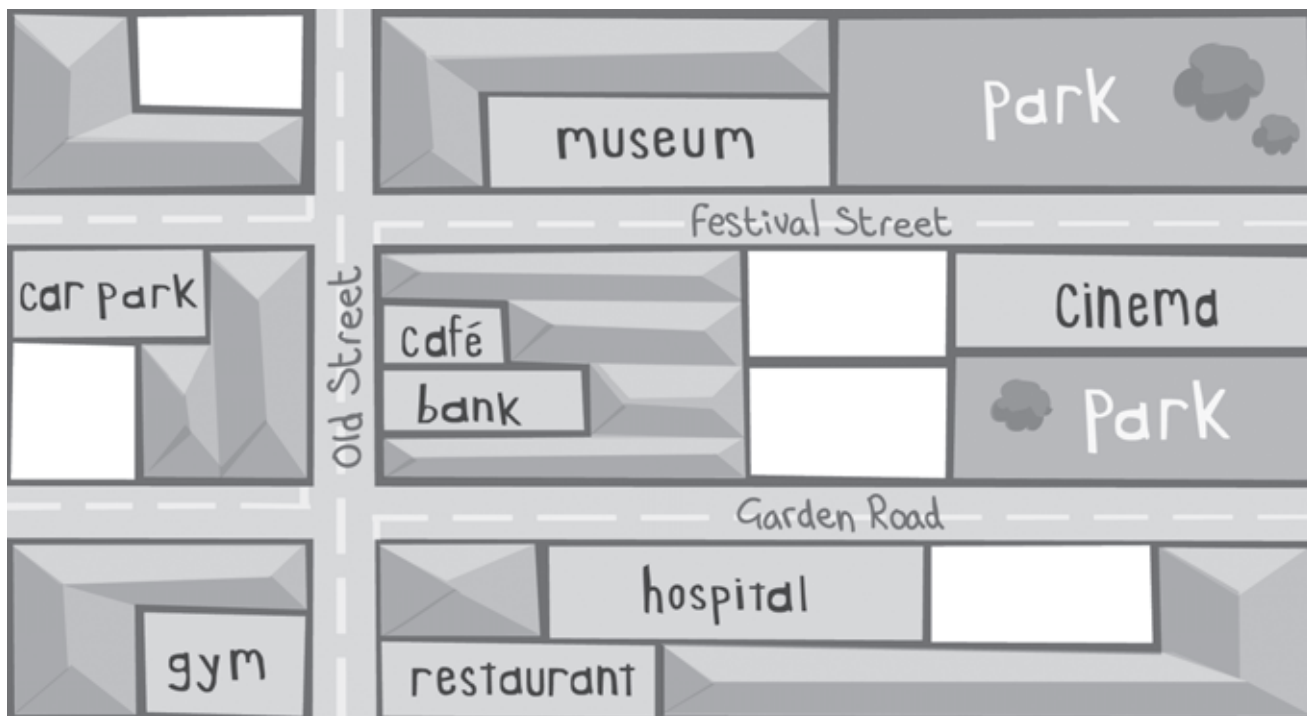 park
museum
Festival Street
car park
Cinema
café
Old Street
bank
park
Garden Road
hospital
gym
restaurant